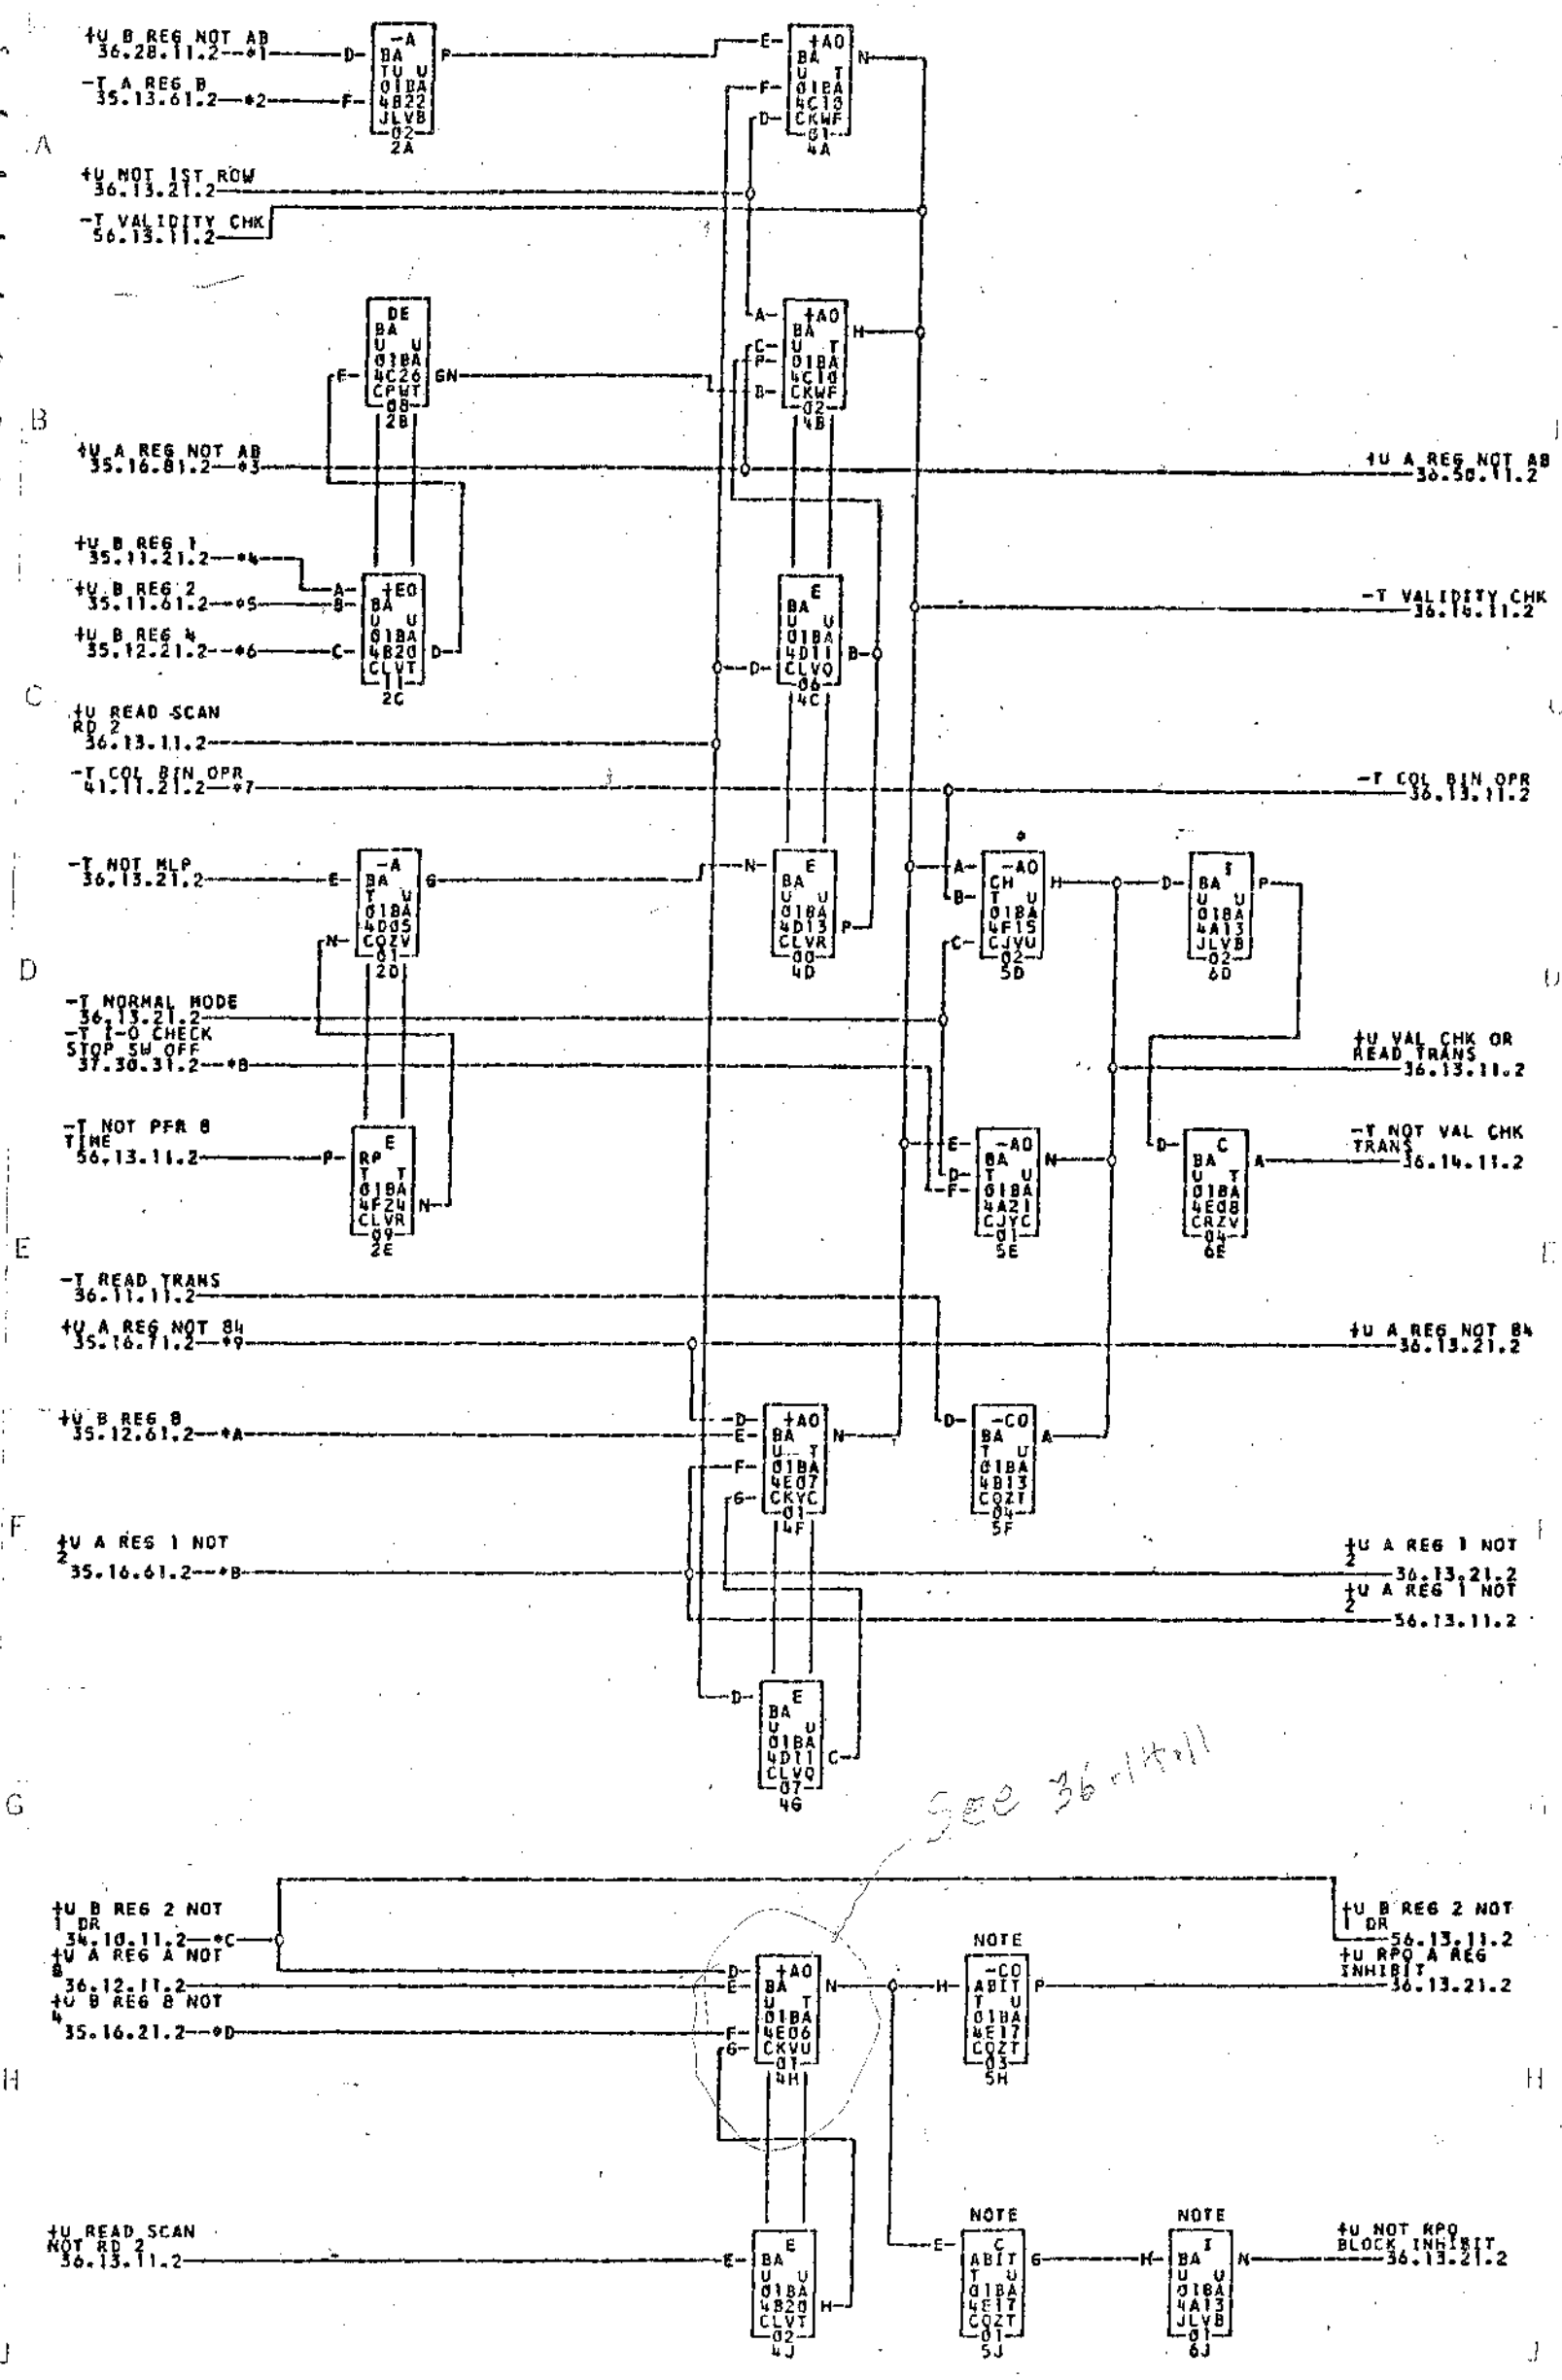 +U B REG NOT AB
36.28.11.2--*1 D- -A P
BA
TU U
01BA
4B22
JLVB
02
2A
-T A REG B
35.13.61.2--*2 F-
E- +AO N
BA
U T
F- 01BA
4C10
D- CKWF
01
4A
A
+U NOT 1ST ROW
36.13.21.2
-T VALIDITY CHK
56.13.11.2
DE
BA
U U
01BA
F- 4C26 GN
CPWT
08
2B
A- +AO H
BA
C- U T
P- 01BA
4C10
B- CKWF
02
4B
B
+U A REG NOT AB
35.16.81.2--*3
+U A REG NOT AB
36.50.11.2
+U B REG 1
35.11.21.2--*4
+U B REG 2
35.11.61.2--*5
+U B REG 4
35.12.21.2--*6
A- +EO
B- BA
U U
01BA
C- 4B20 D
CLVT
11
2C
E
BA
U U
01BA
4D11 B
D- CLVQ
06
4C
-T VALIDITY CHK
36.14.11.2
C
+U READ SCAN
RD 2
36.13.11.2
-T COL BIN OPR
41.11.21.2--*7
-T COL BIN OPR
36.13.11.2
-T NOT MLP
36.13.21.2
-A
E- BA G
T U
01BA
4D05
N- CQZV
01
2D
N- E
BA
U U
01BA
4D13 P
CLVR
00
4D
*
A- -AO
CH H
B- T U
01BA
4F15
C- CJVU
02
5D
I
D- BA P
U U
01BA
4A13
JLVB
02
6D
D
D
-T NORMAL MODE
36.13.21.2
-T I-O CHECK
STOP SW OFF
37.30.31.2--*8
+U VAL CHK OR
READ TRANS
36.13.11.2
-T NOT PFR 8
TIME
56.13.11.2
E
P- RP
T T
01BA
4F24 N
CLVR
09
2E
E- -AO
BA N
D- T U
F- 01BA
4A21
CJYC
01
5E
D- C
BA A
U T
01BA
4E08
CRZV
04
6E
-T NOT VAL CHK
TRANS
36.14.11.2
E
E
-T READ TRANS
36.11.11.2
+U A REG NOT 84
35.16.71.2--*9
+U A REG NOT 84
36.13.21.2
+U B REG 8
35.12.61.2--*A
D- +AO
E- BA N
U T
F- 01BA
4E07
G- CKYC
01
4F
D- -CO
BA A
T U
01BA
4B13
CQZT
04
5F
F
+U A REG 1 NOT
2
35.16.61.2--*B
+U A REG 1 NOT
2
36.13.21.2
+U A REG 1 NOT
2
56.13.11.2
D- E
BA
U U
01BA
4D11 C
CLVQ
07
4G
G
See 36
+U B REG 2 NOT
1 DR
34.10.11.2--*C
+U A REG A NOT
B
36.12.11.2
+U B REG 8 NOT
4
35.16.21.2--*D
D- +AO
E- BA N
U T
01BA
F- 4E06
G- CKVU
01
4H
NOTE
-CO
H- ABIT P
T U
01BA
4E17
CQZT
03
5H
+U B REG 2 NOT
1 DR
56.13.11.2
+U RPQ A REG
INHIBIT
36.13.21.2
H
H
+U READ SCAN
NOT RD 2
36.13.11.2
E
E- BA
U U
01BA
4B20 H
CLVT
02
4J
NOTE
E- C
ABIT G
T U
01BA
4E17
CQZT
01
5J
NOTE
I
H- BA N
U U
01BA
4A13
JLVB
01
6J
+U NOT RPQ
BLOCK INHIBIT
36.13.21.2
J
J